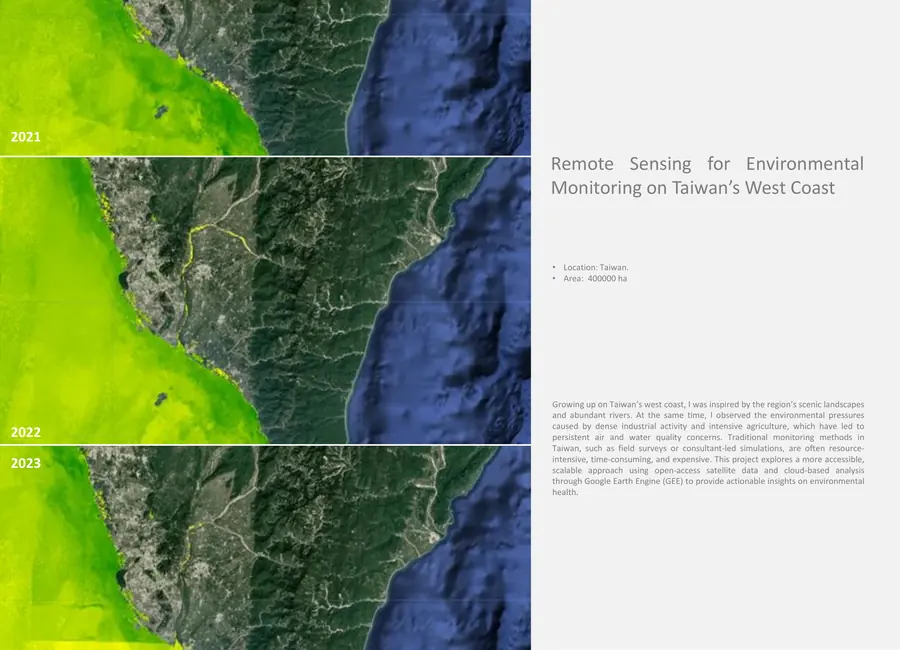 2021
2022
2023
Remote Sensing for Environmental
Monitoring on Taiwan’s West Coast
• Location: Taiwan.
• Area: 400000 ha
Growing up on Taiwan’s west coast, I was inspired by the region’s scenic landscapes
and abundant rivers. At the same time, I observed the environmental pressures
caused by dense industrial activity and intensive agriculture, which have led to
persistent air and water quality concerns. Traditional monitoring methods in
Taiwan, such as field surveys or consultant-led simulations, are often resource-
intensive, time-consuming, and expensive. This project explores a more accessible,
scalable approach using open-access satellite data and cloud-based analysis
through Google Earth Engine (GEE) to provide actionable insights on environmental
health.